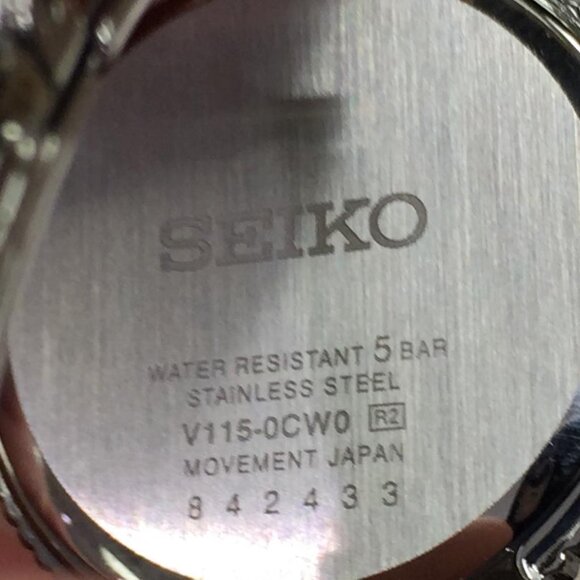 SEIKO
WATER RESISTANT 5 BAR
STAINLESS STEEL
V115-0CW0 R2
MOVEMENT JAPAN
8 4 2 4 3 3